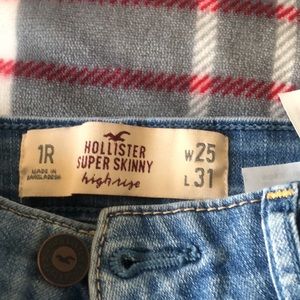 1R
MADE IN
BANGLADESH
HOLLISTER
SUPER SKINNY
high rise
W25
L31